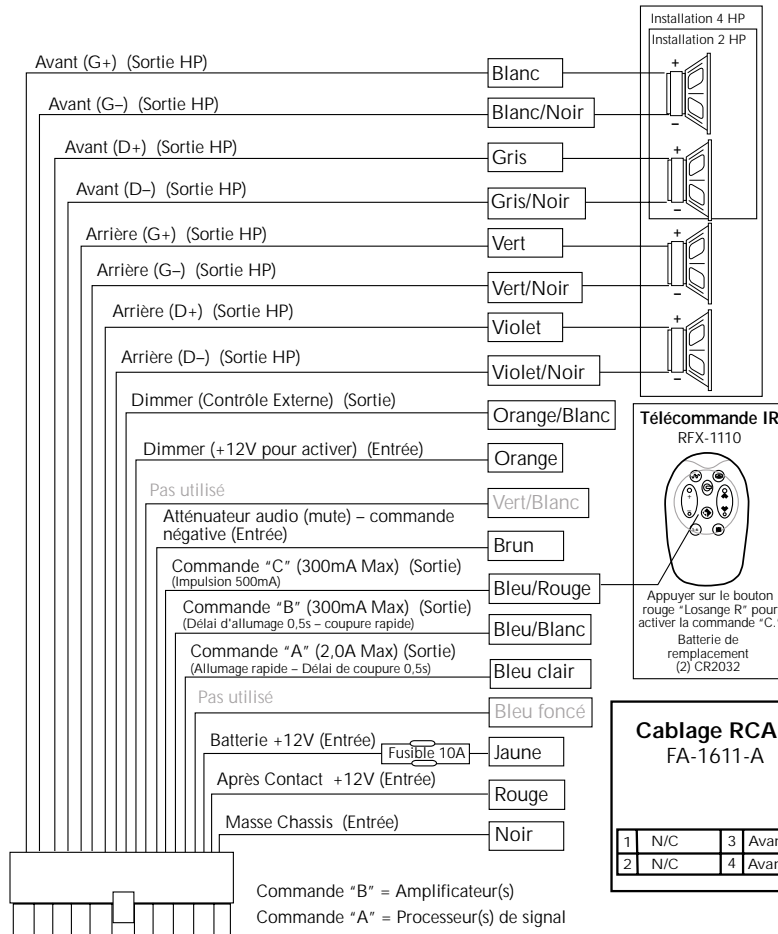 Installation 4 HP
Installation 2 HP
Avant (G+) (Sortie HP)
Blanc
+
Avant (G–) (Sortie HP)
Blanc/Noir
–
Avant (D+) (Sortie HP)
Gris
+
Avant (D–) (Sortie HP)
Gris/Noir
–
Arrière (G+) (Sortie HP)
Vert
+
Arrière (G–) (Sortie HP)
Vert/Noir
–
Arrière (D+) (Sortie HP)
Violet
+
Arrière (D–) (Sortie HP)
Violet/Noir
–
Dimmer (Contrôle Externe) (Sortie)
Orange/Blanc
Dimmer (+12V pour activer) (Entrée)
Orange
Pas utilisé
Vert/Blanc
Atténuateur audio (mute) – commande
négative (Entrée)
Brun
Commande "C" (300mA Max) (Sortie)
(Impulsion 500mA)
Bleu/Rouge
Commande "B" (300mA Max) (Sortie)
(Délai d'allumage 0,5s – coupure rapide)
Bleu/Blanc
Commande "A" (2,0A Max) (Sortie)
(Allumage rapide – Délai de coupure 0,5s)
Bleu clair
Pas utilisé
Bleu foncé
Batterie +12V (Entrée)
Fusible 10A
Jaune
Après Contact +12V (Entrée)
Rouge
Masse Chassis (Entrée)
Noir
Commande "B" = Amplificateur(s)
Commande "A" = Processeur(s) de signal
Télécommande IR
RFX-1110
Appuyer sur le bouton
rouge "Losange R" pour
activer la commande "C."
Batterie de
remplacement
(2) CR2032
Cablage RCA
FA-1611-A
1 N/C 3 Avan
2 N/C 4 Avan